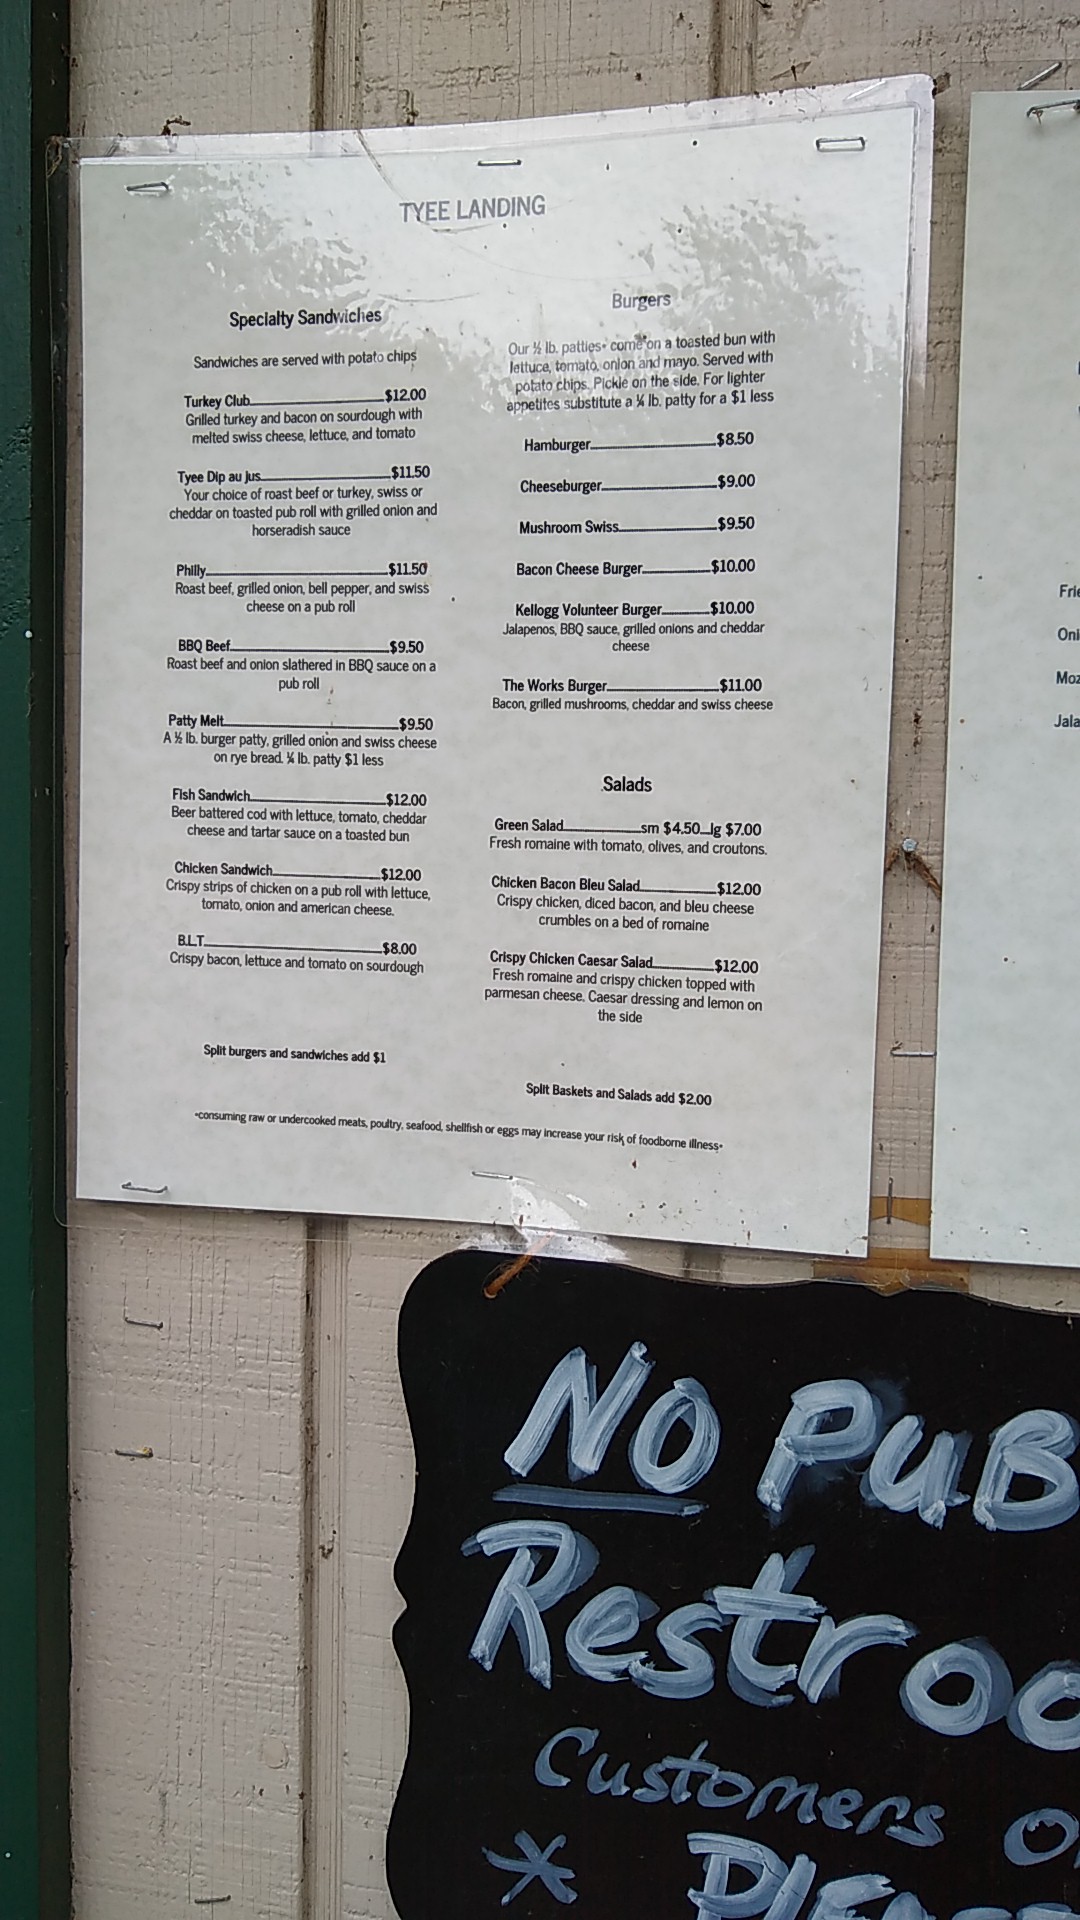 TYEE LANDING
Specialty Sandwiches
Sandwiches are served with potato chips
Turkey Club $12.00
Grilled turkey and bacon on sourdough with
melted swiss cheese, lettuce, and tomato
Tyee Dip au jus $11.50
Your choice of roast beef or turkey, swiss or
cheddar on toasted pub roll with grilled onion and
horseradish sauce
Philly $11.50
Roast beef, grilled onion, bell pepper, and swiss
cheese on a pub roll
BBQ Beef $9.50
Roast beef and onion slathered in BBQ sauce on a
pub roll
Patty Melt $9.50
A ½ lb. burger patty, grilled onion and swiss cheese
on rye bread. ¼ lb. patty $1 less
Fish Sandwich $12.00
Beer battered cod with lettuce, tomato, cheddar
cheese and tartar sauce on a toasted bun
Chicken Sandwich $12.00
Crispy strips of chicken on a pub roll with lettuce,
tomato, onion and american cheese.
B.L.T. $8.00
Crispy bacon, lettuce and tomato on sourdough
Split burgers and sandwiches add $1
Burgers
Our ½ lb. patties* come on a toasted bun with
lettuce, tomato, onion and mayo. Served with
potato chips. Pickle on the side. For lighter
appetites substitute a ¼ lb. patty for a $1 less
Hamburger $8.50
Cheeseburger $9.00
Mushroom Swiss $9.50
Bacon Cheese Burger $10.00
Kellogg Volunteer Burger $10.00
Jalapenos, BBQ sauce, grilled onions and cheddar
cheese
The Works Burger $11.00
Bacon, grilled mushrooms, cheddar and swiss cheese
Salads
Green Salad sm $4.50 lg $7.00
Fresh romaine with tomato, olives, and croutons.
Chicken Bacon Bleu Salad $12.00
Crispy chicken, diced bacon, and bleu cheese
crumbles on a bed of romaine
Crispy Chicken Caesar Salad $12.00
Fresh romaine and crispy chicken topped with
parmesan cheese. Caesar dressing and lemon on
the side
Split Baskets and Salads add $2.00
*consuming raw or undercooked meats, poultry, seafood, shellfish or eggs may increase your risk of foodborne illness*
Frie
Oni
Moz
Jala
NO PUB
Restroo
Customers O
* PLEAS